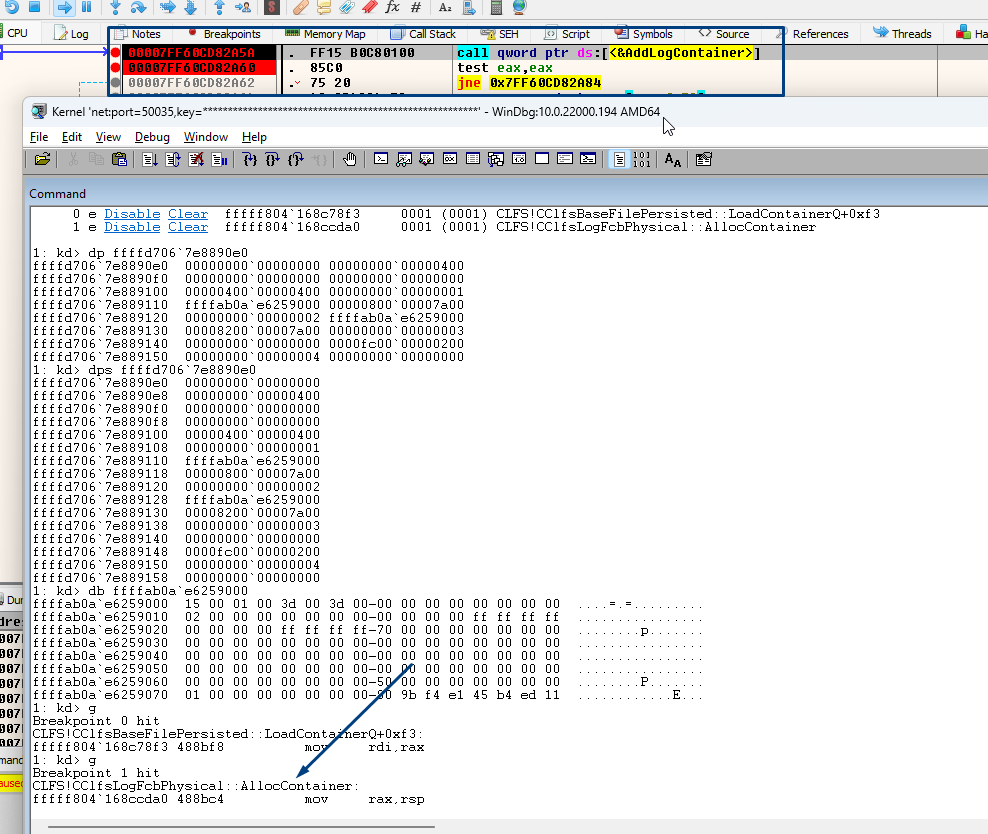 CPU Log Notes Breakpoints Memory Map Call Stack SEH Script Symbols Source References Threads Ha
00007FF60CD82A5A . FF15 B0C80100 call qword ptr ds:[<&AddLogContainer>]
00007FF60CD82A60 . 85C0 test eax,eax
00007FF60CD82A62 .ˇ 75 20 jne 0x7FF60CD82A84
Kernel 'net:port=50035,key=*******************************************************' - WinDbg:10.0.22000.194 AMD64
File Edit View Debug Window Help
Command
0 e Disable Clear fffff804`168c78f3 0001 (0001) CLFS!CClfsBaseFilePersisted::LoadContainerQ+0xf3
1 e Disable Clear fffff804`168ccda0 0001 (0001) CLFS!CClfsLogFcbPhysical::AllocContainer
1: kd> dp ffffd706`7e8890e0
ffffd706`7e8890e0 00000000`00000000 00000000`00000400
ffffd706`7e8890f0 00000000`00000000 00000000`00000000
ffffd706`7e889100 00000400`00000400 00000000`00000001
ffffd706`7e889110 ffffab0a`e6259000 00000800`00007a00
ffffd706`7e889120 00000000`00000002 ffffab0a`e6259000
ffffd706`7e889130 00008200`00007a00 00000000`00000003
ffffd706`7e889140 00000000`00000000 0000fc00`00000200
ffffd706`7e889150 00000000`00000004 00000000`00000000
1: kd> dps ffffd706`7e8890e0
ffffd706`7e8890e0 00000000`00000000
ffffd706`7e8890e8 00000000`00000400
ffffd706`7e8890f0 00000000`00000000
ffffd706`7e8890f8 00000000`00000000
ffffd706`7e889100 00000400`00000400
ffffd706`7e889108 00000000`00000001
ffffd706`7e889110 ffffab0a`e6259000
ffffd706`7e889118 00000800`00007a00
ffffd706`7e889120 00000000`00000002
ffffd706`7e889128 ffffab0a`e6259000
ffffd706`7e889130 00008200`00007a00
ffffd706`7e889138 00000000`00000003
ffffd706`7e889140 00000000`00000000
ffffd706`7e889148 0000fc00`00000200
ffffd706`7e889150 00000000`00000004
ffffd706`7e889158 00000000`00000000
1: kd> db ffffab0a`e6259000
ffffab0a`e6259000 15 00 01 00 3d 00 3d 00-00 00 00 00 00 00 00 00 ....=.=.........
ffffab0a`e6259010 02 00 00 00 00 00 00 00-00 00 00 00 ff ff ff ff ................
ffffab0a`e6259020 00 00 00 00 ff ff ff ff-70 00 00 00 00 00 00 00 ........p.......
ffffab0a`e6259030 00 00 00 00 00 00 00 00-00 00 00 00 00 00 00 00 ................
ffffab0a`e6259040 00 00 00 00 00 00 00 00-00 00 00 00 00 00 00 00 ................
ffffab0a`e6259050 00 00 00 00 00 00 00 00-00 00 00 00 00 00 00 00 ................
ffffab0a`e6259060 00 00 00 00 00 00 00 00-50 00 00 00 00 00 00 00 ........P.......
ffffab0a`e6259070 01 00 00 00 00 00 00 00- 9b f4 e1 45 b4 ed 11 ............E...
1: kd> g
Breakpoint 0 hit
CLFS!CClfsBaseFilePersisted::LoadContainerQ+0xf3:
fffff804`168c78f3 488bf8 mov rdi,rax
1: kd> g
Breakpoint 1 hit
CLFS!CClfsLogFcbPhysical::AllocContainer:
fffff804`168ccda0 488bc4 mov rax,rsp